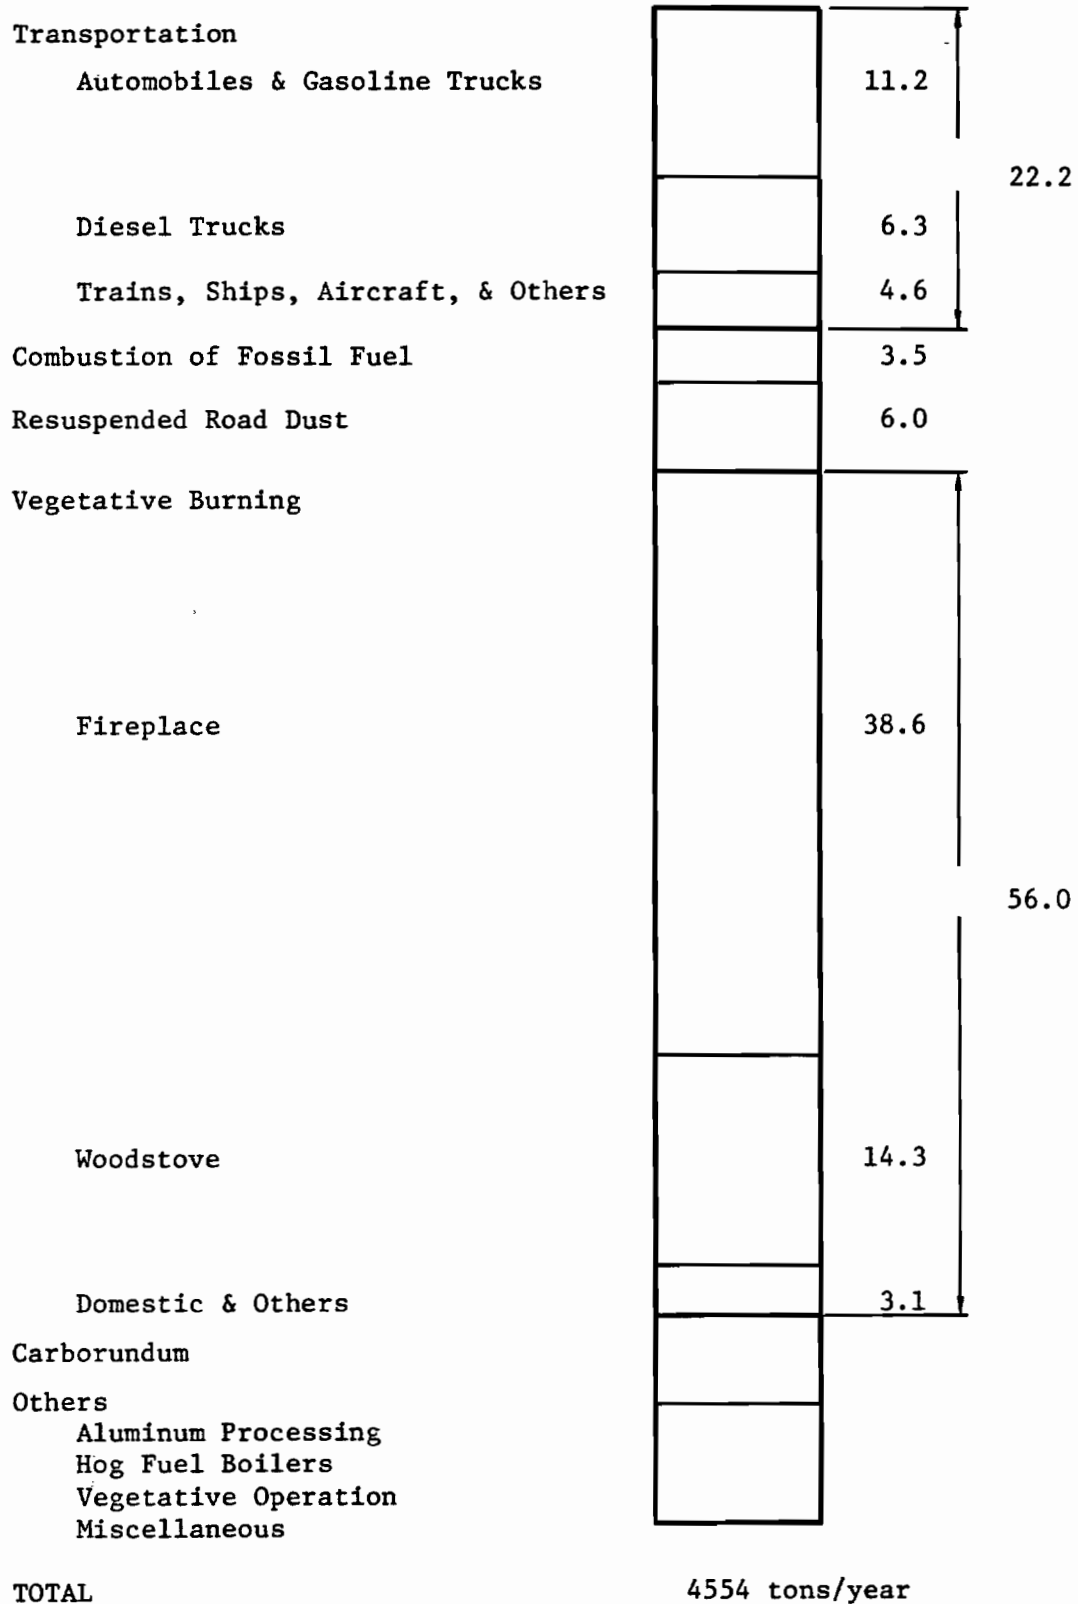 Transportation
Automobiles & Gasoline Trucks 11.2
22.2
Diesel Trucks 6.3
Trains, Ships, Aircraft, & Others 4.6
Combustion of Fossil Fuel 3.5
Resuspended Road Dust 6.0
Vegetative Burning
Fireplace 38.6
56.0
Woodstove 14.3
Domestic & Others 3.1
Carborundum
Others
Aluminum Processing
Hog Fuel Boilers
Vegetative Operation
Miscellaneous
TOTAL 4554 tons/year